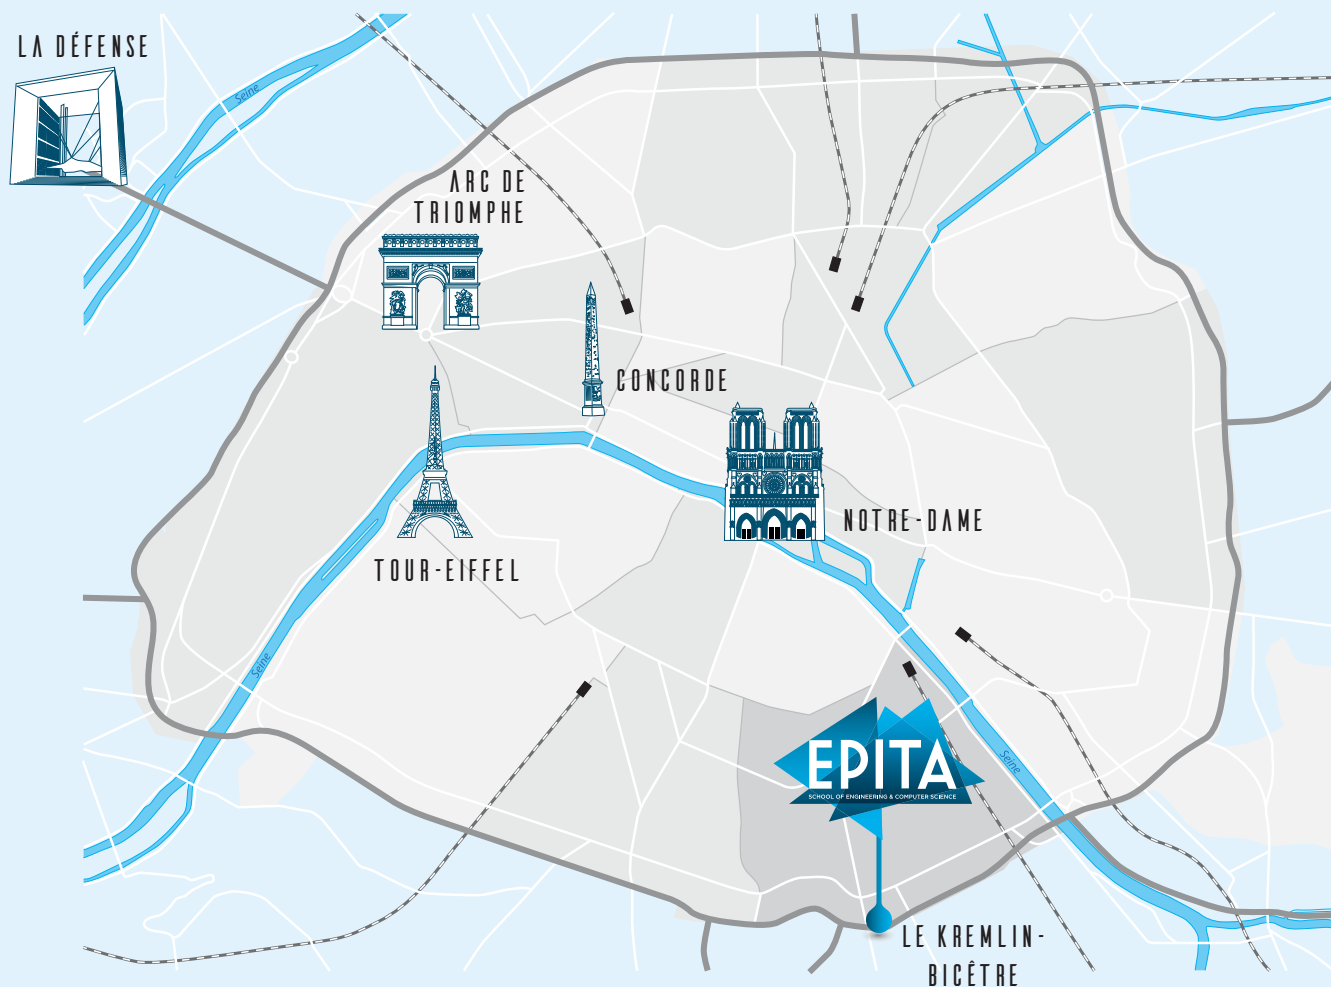 LA DÉFENSE
Seine
ARC DE
TRIOMPHE
CONCORDE
NOTRE-DAME
TOUR-EIFFEL
Seine
EPITA
SCHOOL OF ENGINEERING & COMPUTER SCIENCE
Seine
LE KREMLIN-
BICÊTRE